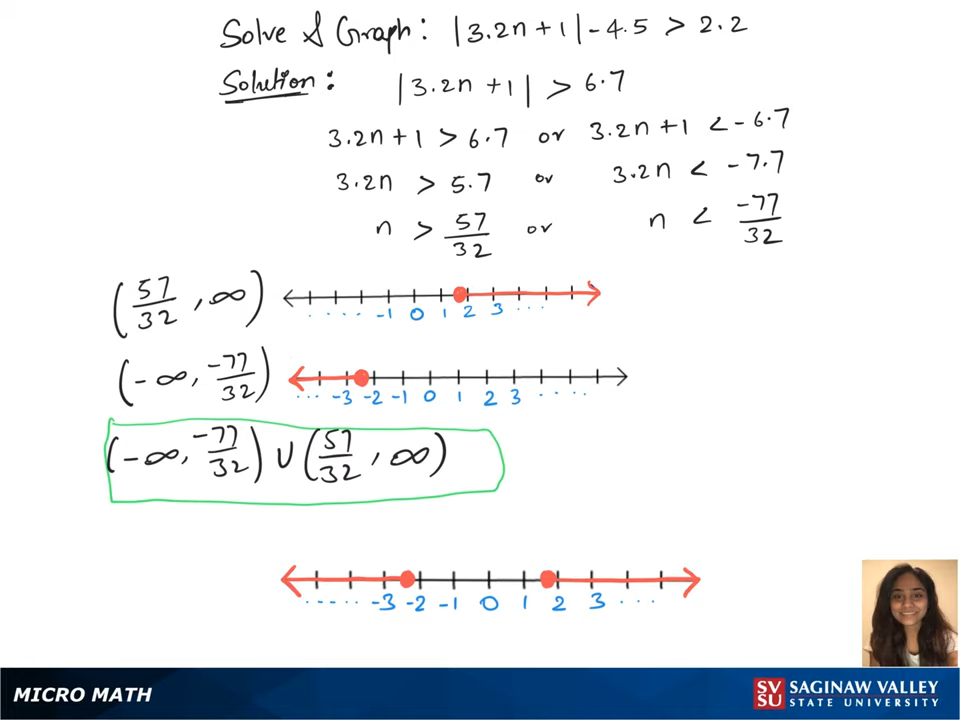 Solve & Graph: |3.2n+1| - 4.5 > 2.2
Solution: |3.2n+1| > 6.7
3.2n+1 > 6.7 or 3.2n+1 < -6.7
3.2n > 5.7 or 3.2n < -7.7
n > 57/32 or n < -77/32
(57/32, ∞)
..... -1 0 1 2 3 ...
(-∞, -77/32)
... -3 -2 -1 0 1 2 3 .....
(-∞, -77/32) ∪ (57/32, ∞)
...... -3 -2 -1 0 1 2 3 ...
MICRO MATH
SVSU SAGINAW VALLEY
STATE UNIVERSITY